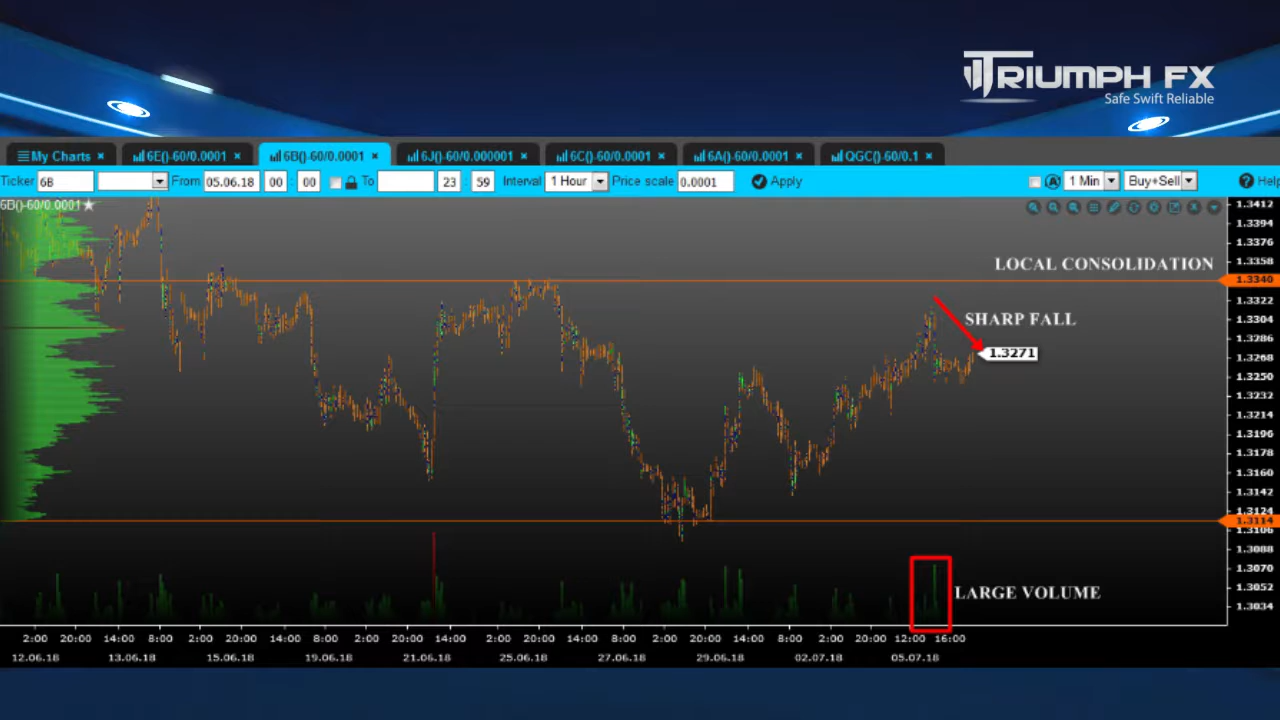 TRIUMPH FX
Safe Swift Reliable
My Charts × 6E()-60/0.0001 × 6B()-60/0.0001 × 6J()-60/0.000001 × 6C()-60/0.0001 × 6A()-60/0.0001 × QGC()-60/0.1 ×
Ticker 6B From 05.06.18 00 : 00 To 23 : 59 Interval 1 Hour Price scale 0.0001 Apply A 1 Min Buy+Sell ? Help
6B()-60/0.0001
1.3412
1.3394
1.3376
LOCAL CONSOLIDATION 1.3358
1.3340
1.3322
SHARP FALL 1.3304
1.3286
1.3271
1.3268
1.3250
1.3232
1.3214
1.3196
1.3178
1.3160
1.3142
1.3124
1.3114
1.3106
1.3088
1.3070
LARGE VOLUME
1.3052
1.3034
2:00 20:00 14:00 8:00 2:00 20:00 14:00 8:00 2:00 20:00 14:00 2:00 20:00 14:00 8:00 2:00 20:00 14:00 8:00 2:00 20:00 12:00 16:00
12.06.18 13.06.18 15.06.18 19.06.18 21.06.18 25.06.18 27.06.18 29.06.18 02.07.18 05.07.18